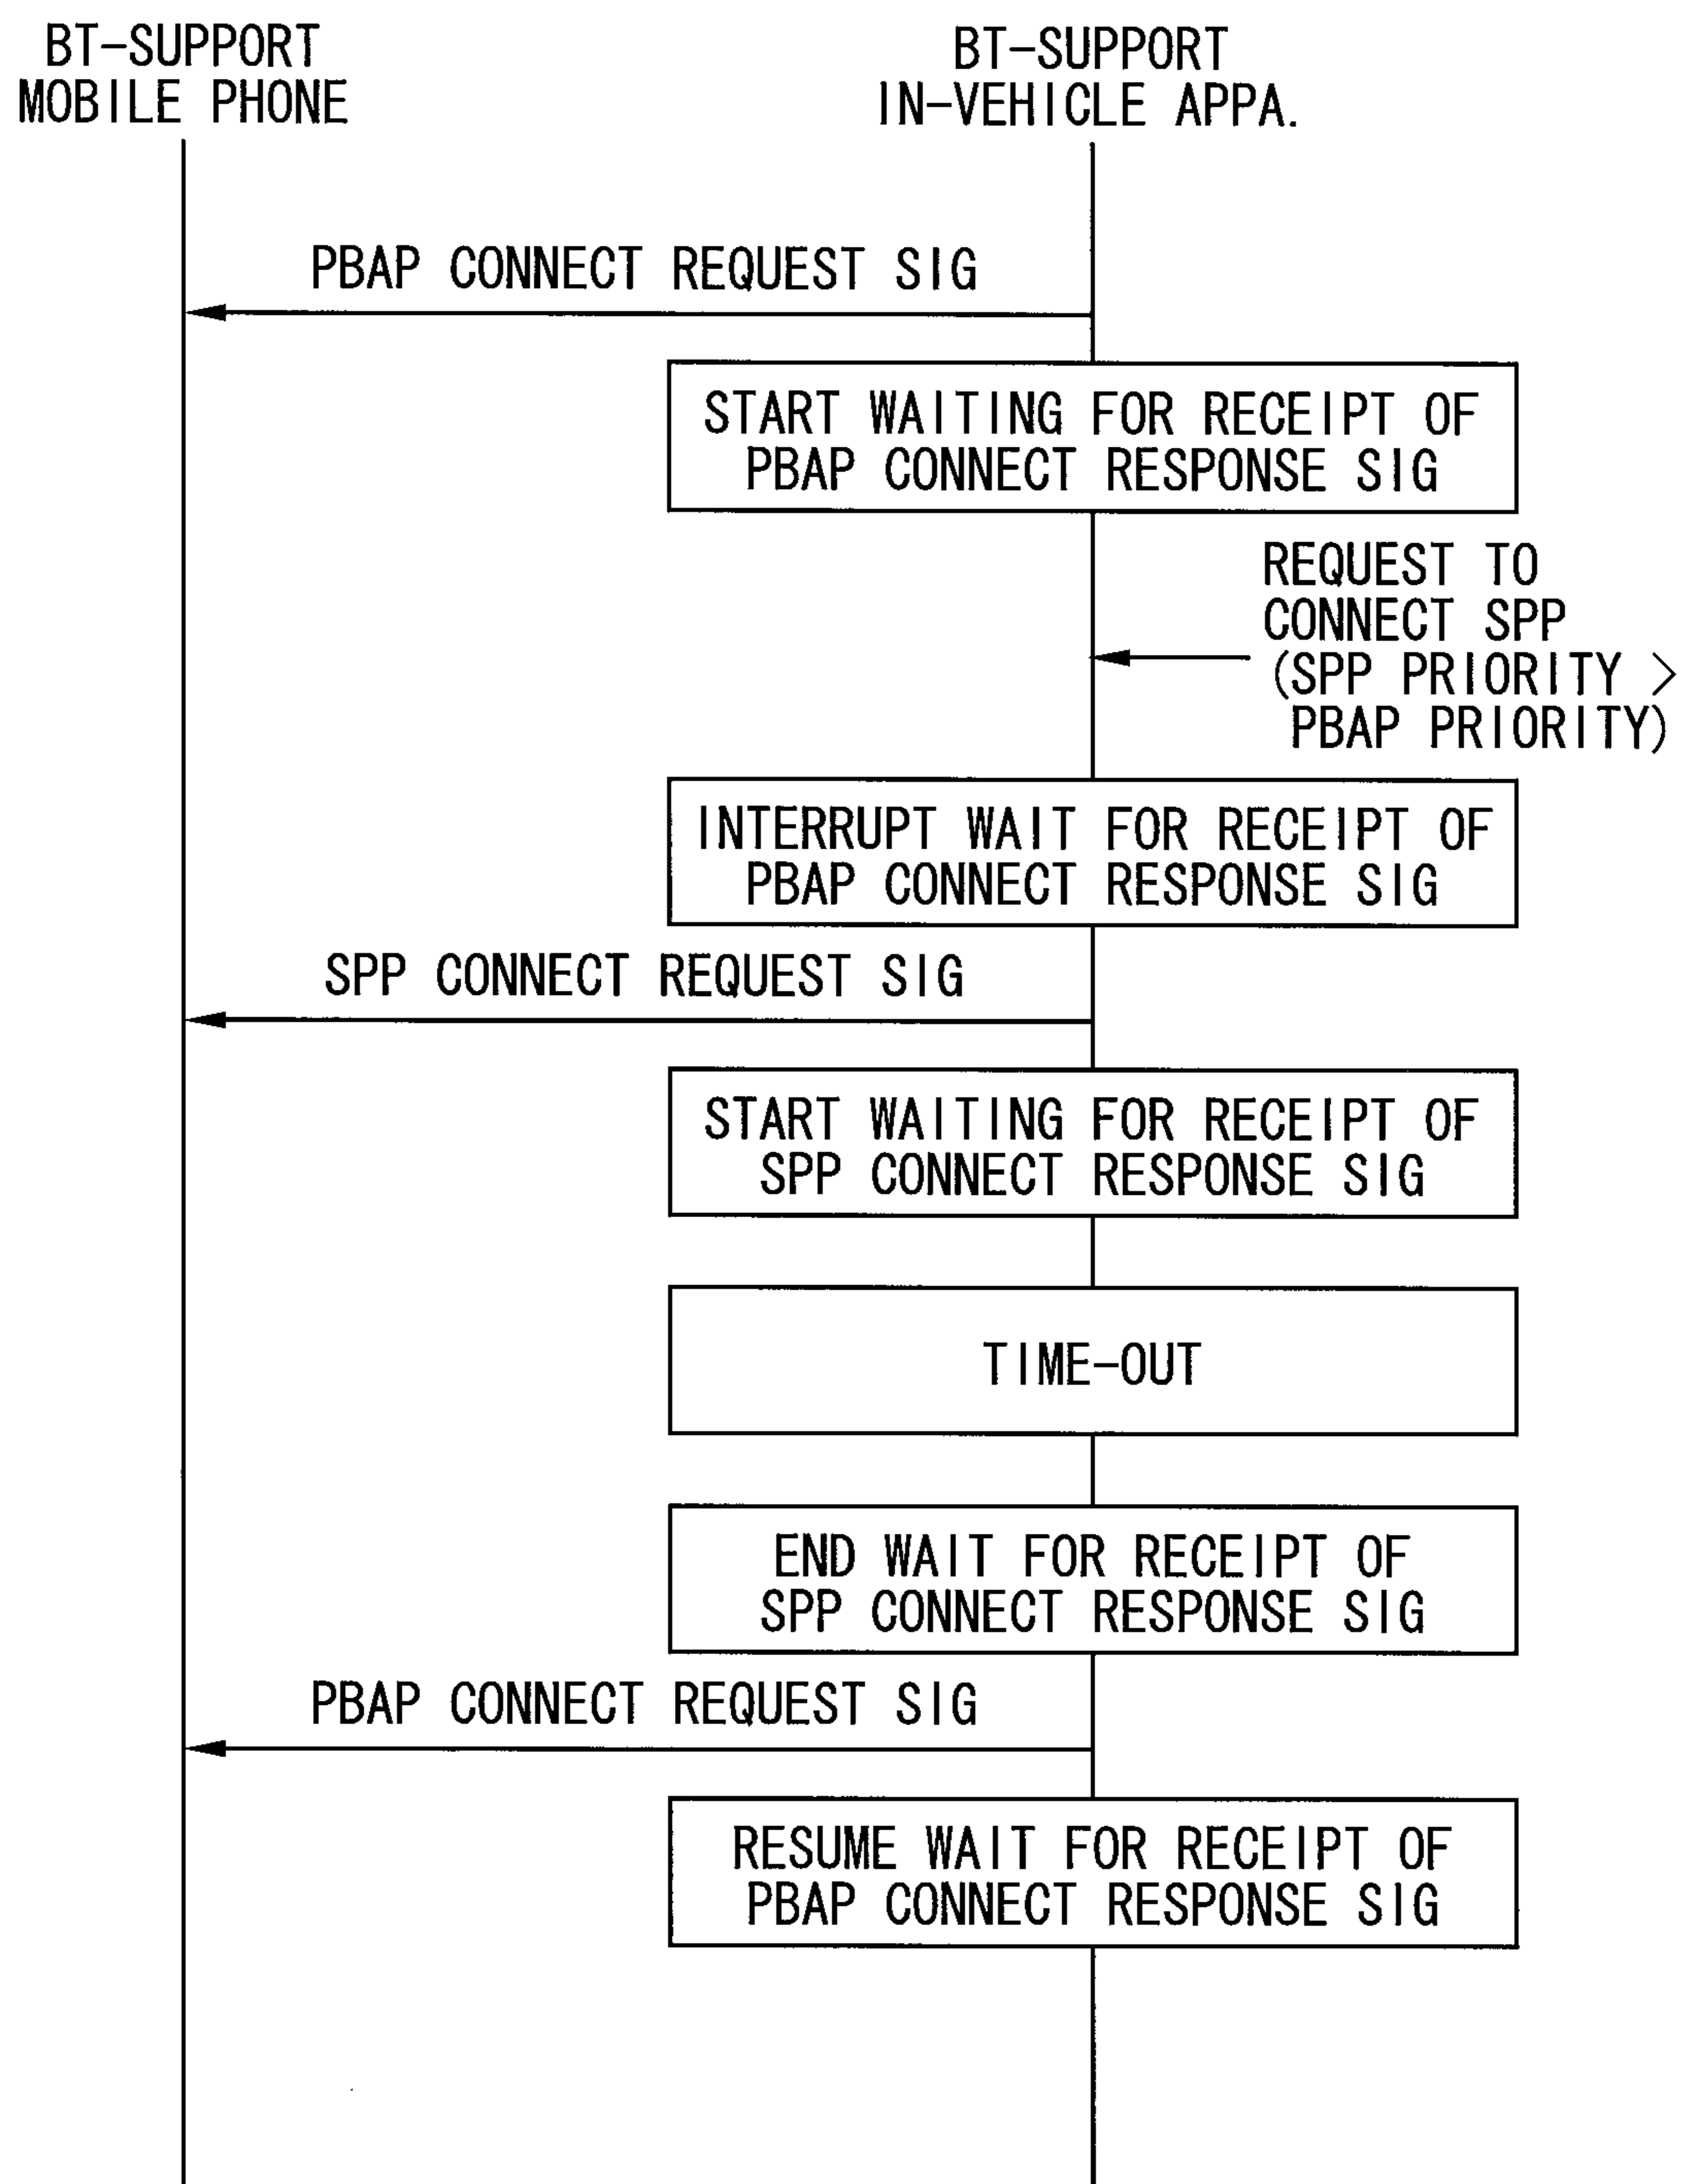 BT-SUPPORT
MOBILE PHONE
BT-SUPPORT
IN-VEHICLE APPA.
PBAP CONNECT REQUEST SIG
START WAITING FOR RECEIPT OF
PBAP CONNECT RESPONSE SIG
REQUEST TO
CONNECT SPP
(SPP PRIORITY >
PBAP PRIORITY)
INTERRUPT WAIT FOR RECEIPT OF
PBAP CONNECT RESPONSE SIG
SPP CONNECT REQUEST SIG
START WAITING FOR RECEIPT OF
SPP CONNECT RESPONSE SIG
TIME-OUT
END WAIT FOR RECEIPT OF
SPP CONNECT RESPONSE SIG
PBAP CONNECT REQUEST SIG
RESUME WAIT FOR RECEIPT OF
PBAP CONNECT RESPONSE SIG